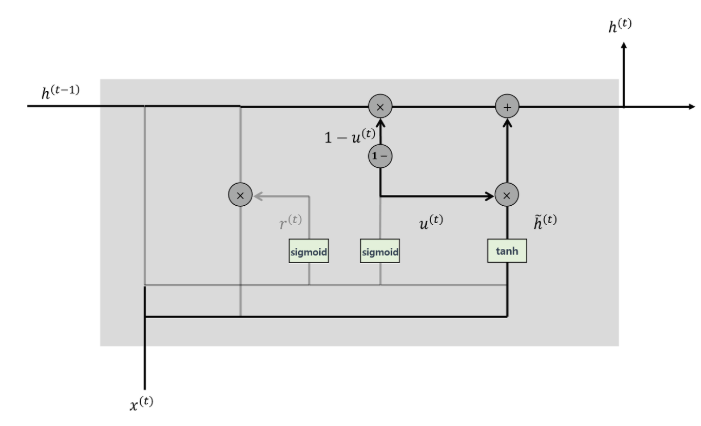 h^(t)
h^(t−1)
×
+
1 − u^(t)
1 −
×
×
r^(t)
u^(t)
h̃^(t)
sigmoid
sigmoid
tanh
x^(t)